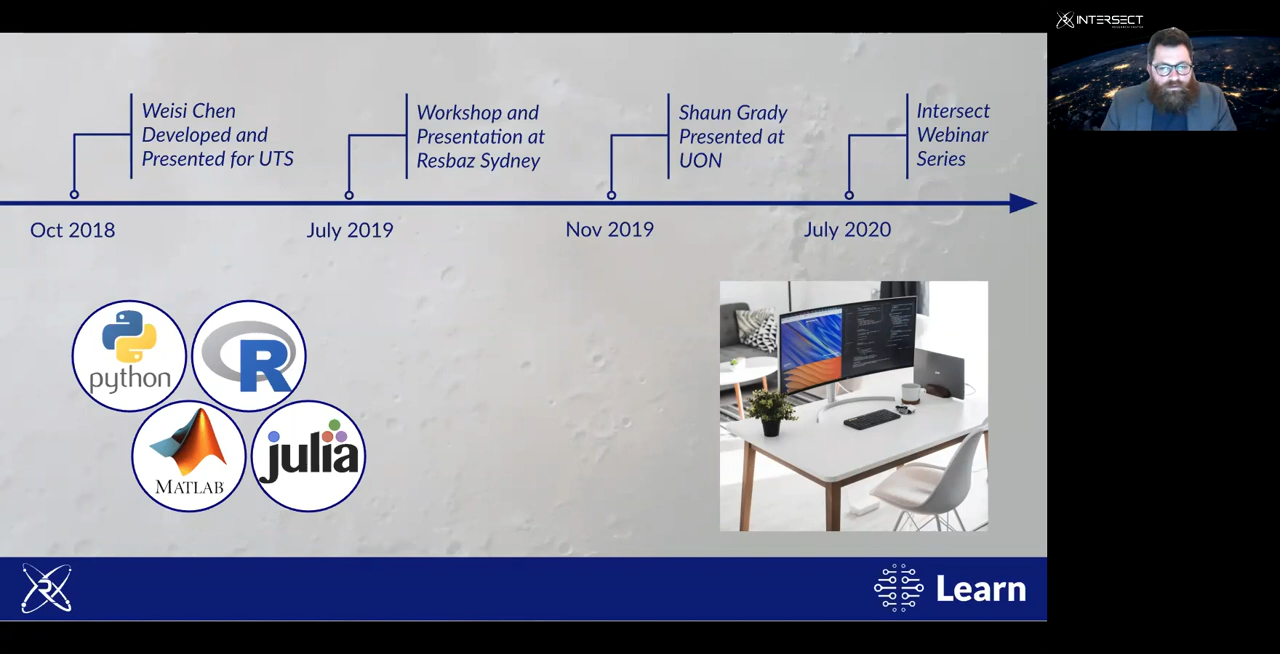 INTERSECT
Weisi Chen
Developed and
Presented for UTS
Workshop and
Presentation at
Resbaz Sydney
Shaun Grady
Presented at
UON
Intersect
Webinar
Series
Oct 2018
July 2019
Nov 2019
July 2020
python
R
MATLAB
julia
Learn